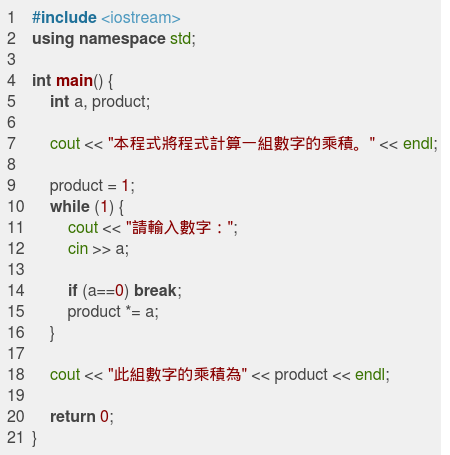 1 #include <iostream>
2 using namespace std;
3
4 int main() {
5 int a, product;
6
7 cout << "本程式將程式計算一組數字的乘積。" << endl;
8
9 product = 1;
10 while (1) {
11 cout << "請輸入數字：";
12 cin >> a;
13
14 if (a==0) break;
15 product *= a;
16 }
17
18 cout << "此組數字的乘積為" << product << endl;
19
20 return 0;
21 }